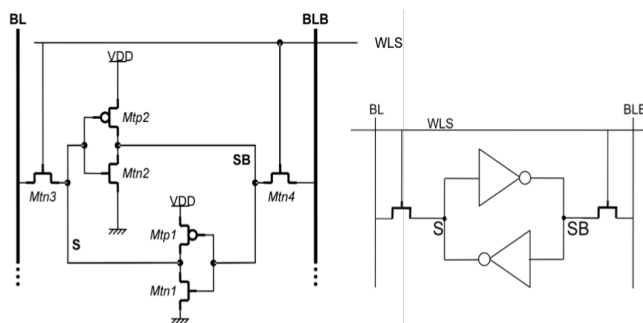 BL
BLB
WLS
VDD
Mtp2
SB
Mtn2
Mtn3
Mtn4
VDD
S
Mtp1
Mtn1
BL
BLB
WLS
S
SB